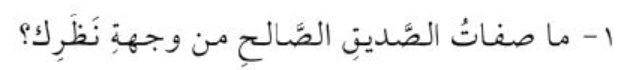 ١- ما صفاتُ الصَّديقِ الصَّالحِ من وجهةِ نَظَرِك؟